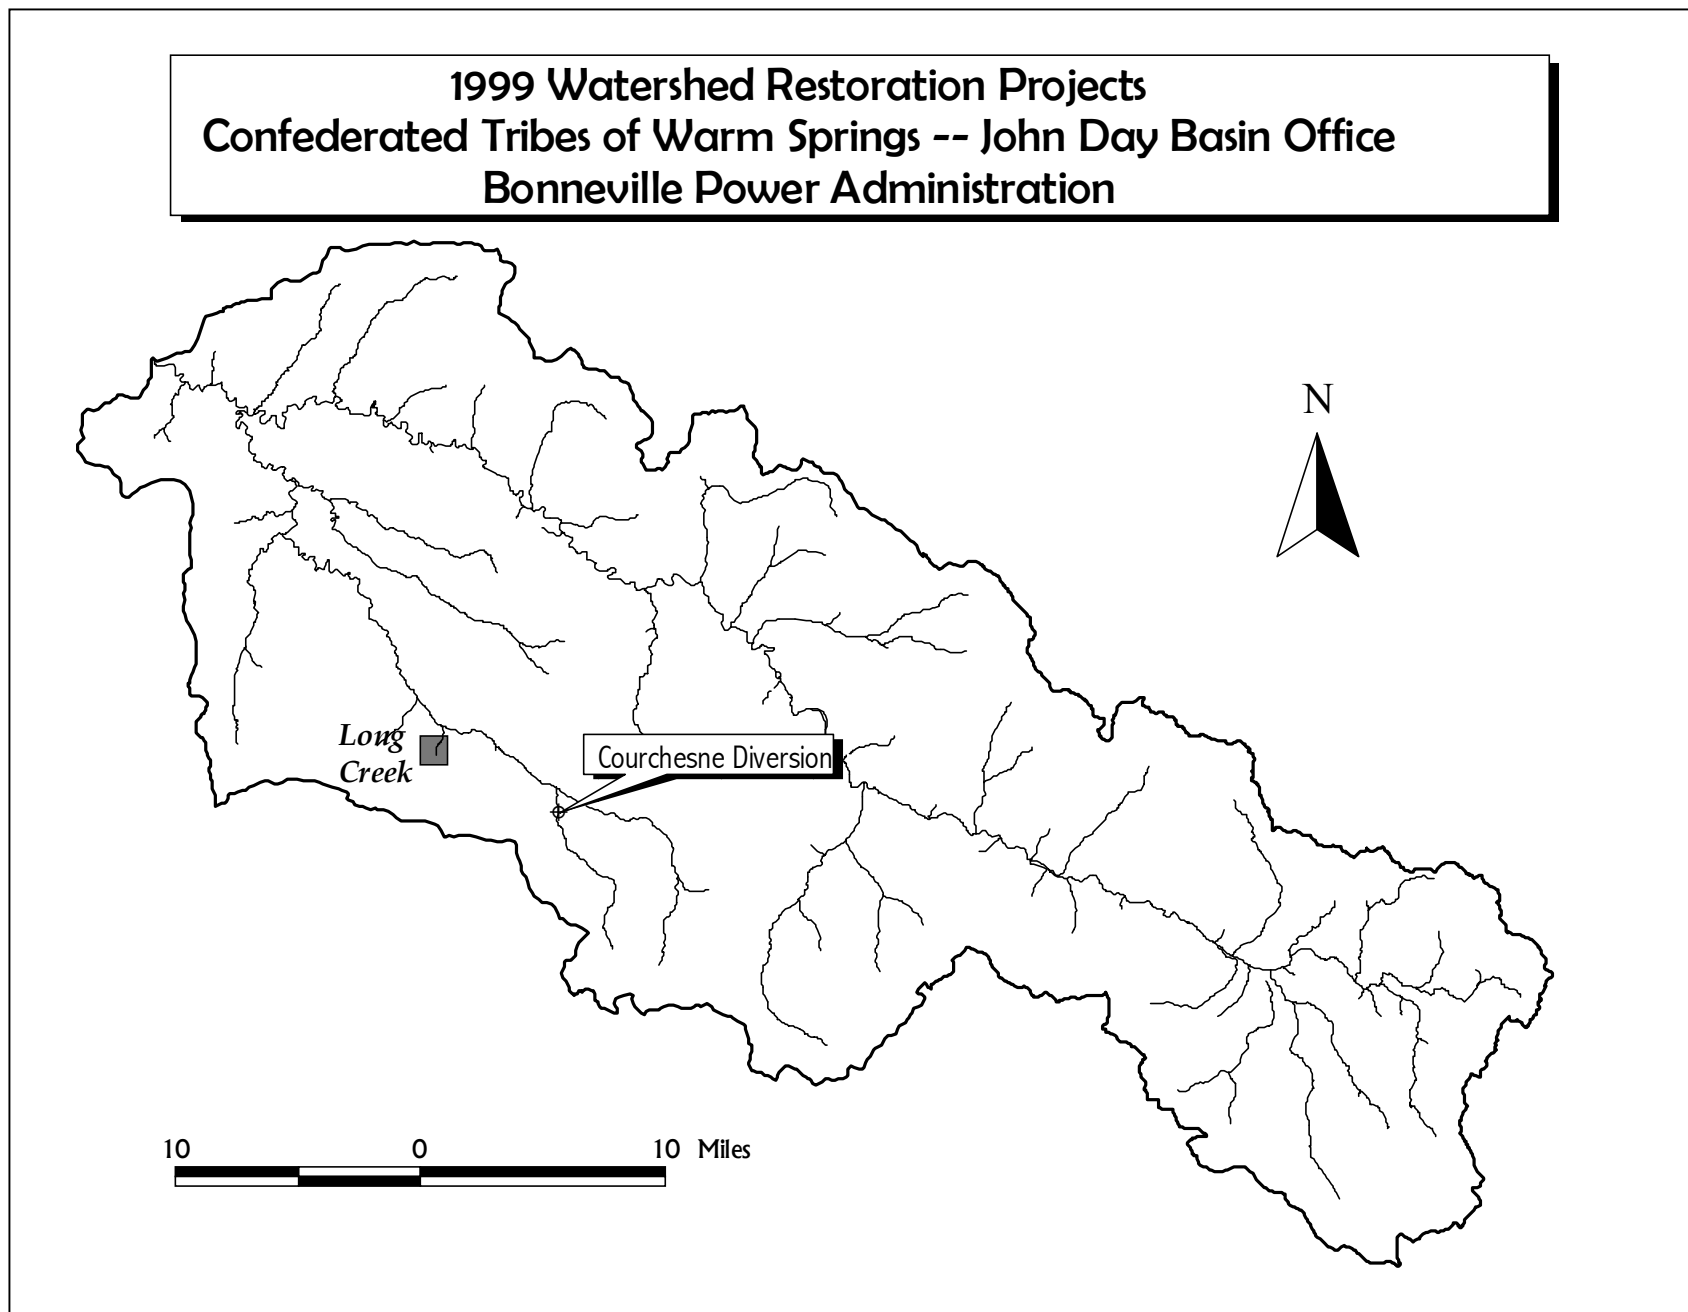 1999 Watershed Restoration Projects
Confederated Tribes of Warm Springs -- John Day Basin Office
Bonneville Power Administration
N
Long
Creek
Courchesne Diversion
10 0 10 Miles